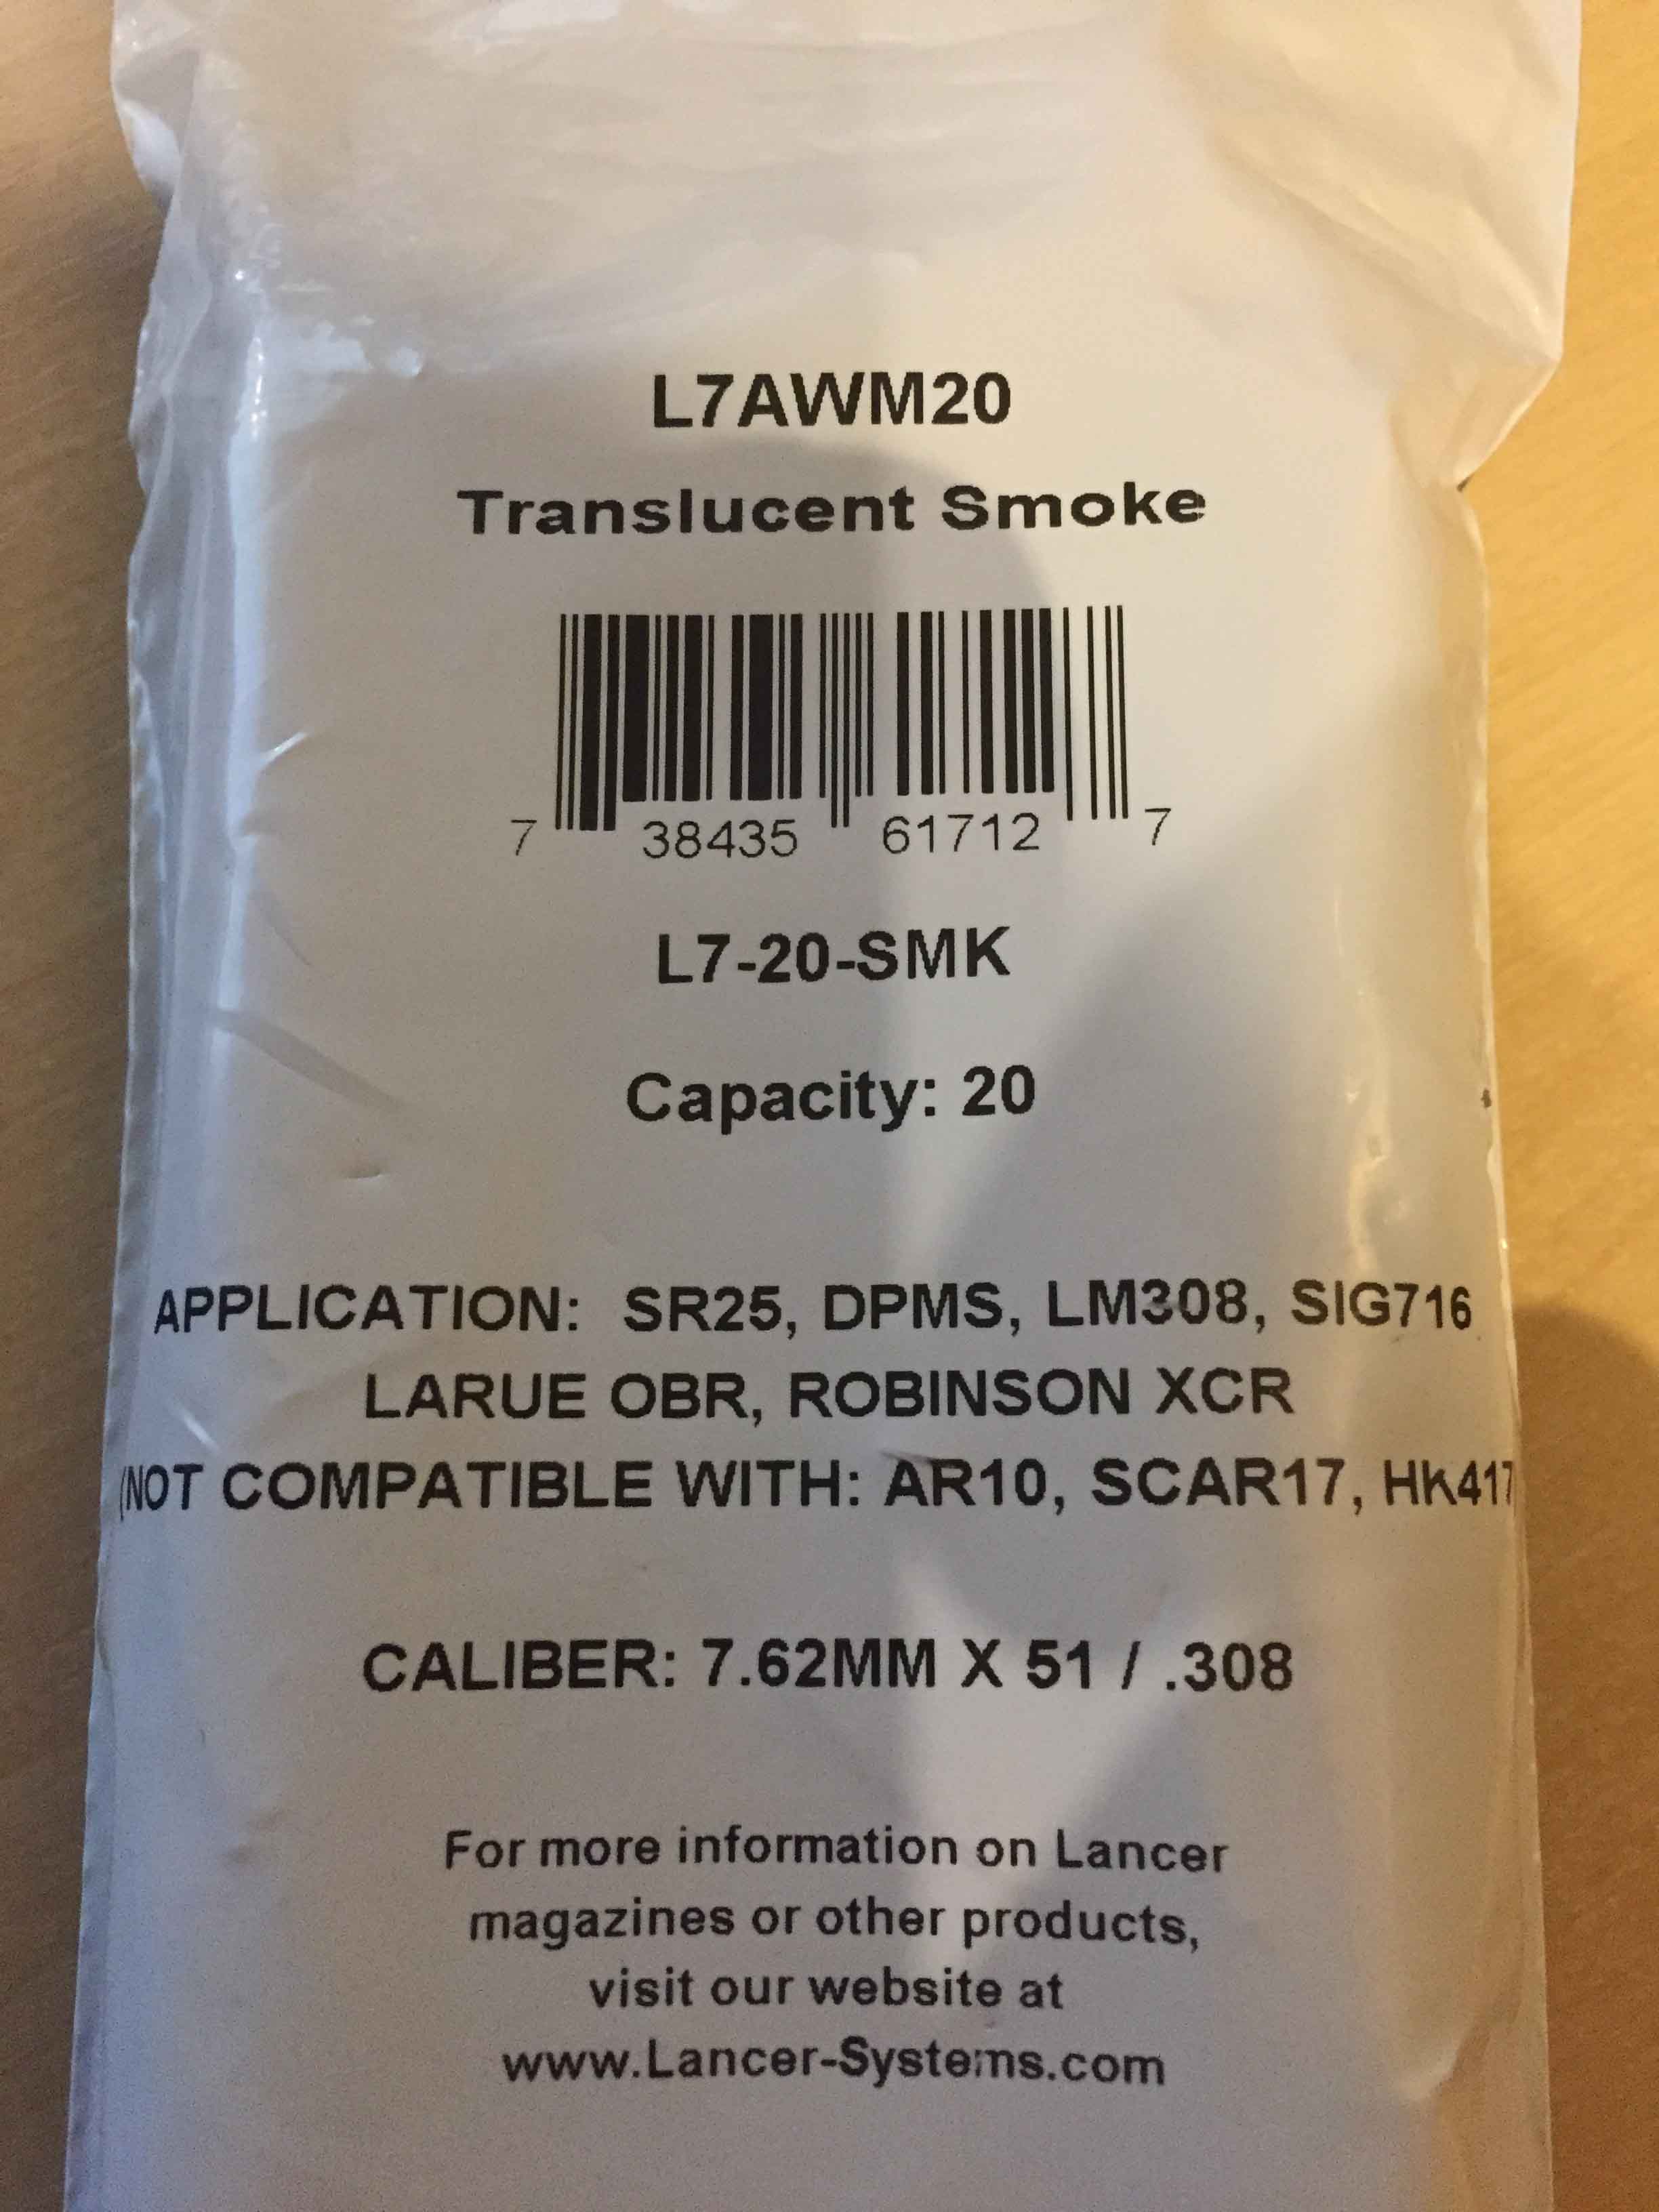 L7AWM20
Translucent Smoke
7 38435 61712 7
L7-20-SMK
Capacity: 20
APPLICATION: SR25, DPMS, LM308, SIG716
LARUE OBR, ROBINSON XCR
(NOT COMPATIBLE WITH: AR10, SCAR17, HK417
CALIBER: 7.62MM X 51 / .308
For more information on Lancer
magazines or other products,
visit our website at
www.Lancer-Systems.com